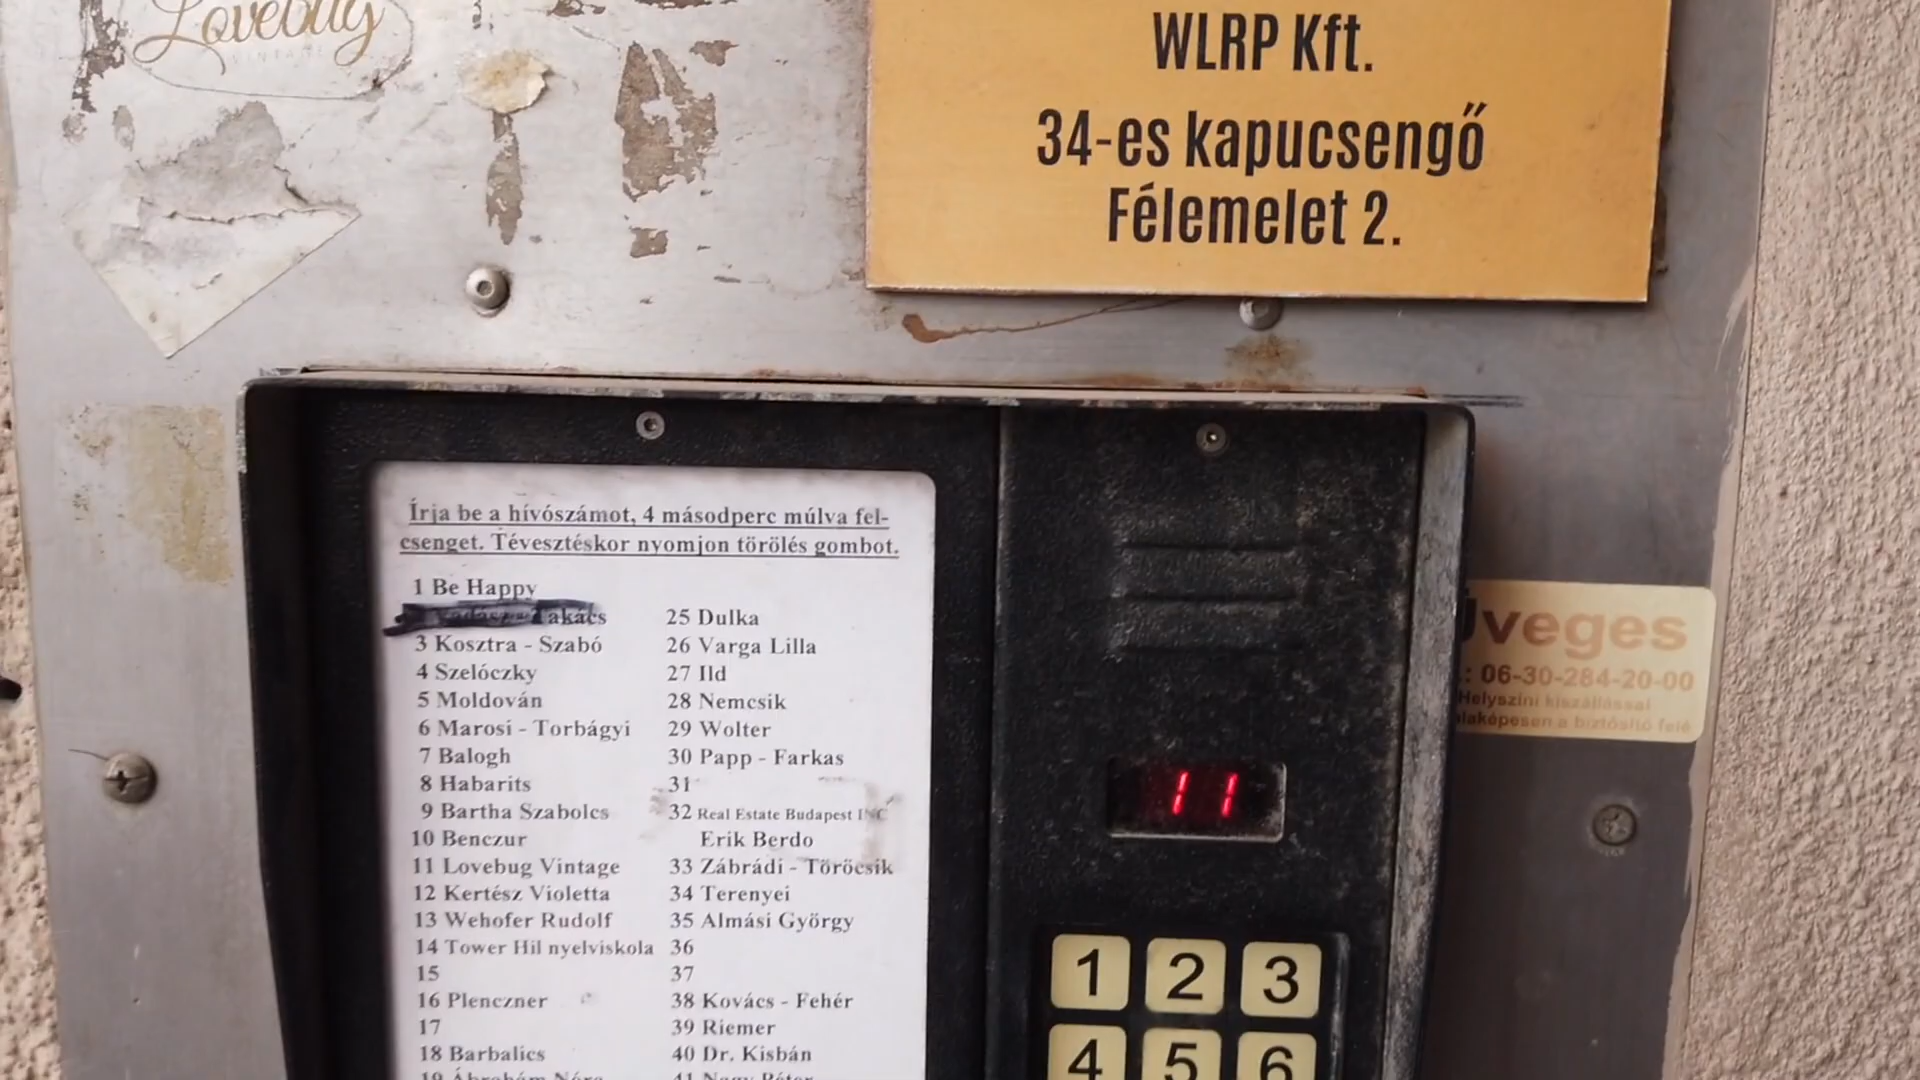 Lovebug
VINTAGE
WLRP Kft.
34-es kapucsengő
Félemelet 2.
Írja be a hívószámot, 4 másodperc múlva fel-
csenget. Tévesztéskor nyomjon törölés gombot.
1 Be Happy
Takács
3 Kosztra - Szabó
4 Szelóczky
5 Moldován
6 Marosi - Torbágyi
7 Balogh
8 Habarits
9 Bartha Szabolcs
10 Benczur
11 Lovebug Vintage
12 Kertész Violetta
13 Wehofer Rudolf
14 Tower Hil nyelviskola
15
16 Plenczner
17
18 Barbalics
19 Ábrahám Nóra
25 Dulka
26 Varga Lilla
27 Ild
28 Nemcsik
29 Wolter
30 Papp - Farkas
31
32 Real Estate Budapest INC
Erik Berdo
33 Zábrádi - Töröcsik
34 Terenyei
35 Almási György
36
37
38 Kovács - Fehér
39 Riemer
40 Dr. Kisbán
41 Nagy Péter
11
1 2 3
4 5 6
Üveges
: 06-30-284-20-00
Helyszíni kiszállással
a biztosító felé